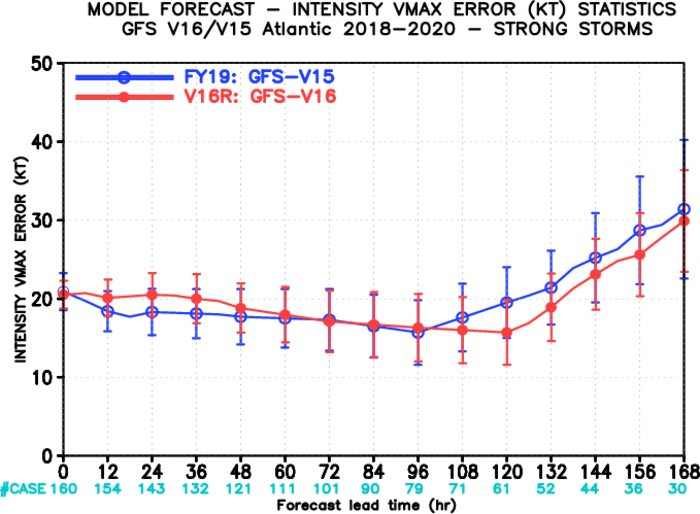 MODEL FORECAST – INTENSITY VMAX ERROR (KT) STATISTICS
GFS V16/V15 Atlantic 2018–2020 – STRONG STORMS
FY19: GFS–V15
V16R: GFS–V16
INTENSITY VMAX ERROR (KT)
50
40
30
20
10
0
0 12 24 36 48 60 72 84 96 108 120 132 144 156 168
#CASE 160 154 143 132 121 111 101 90 79 71 61 52 44 36 30
Forecast lead time (hr)